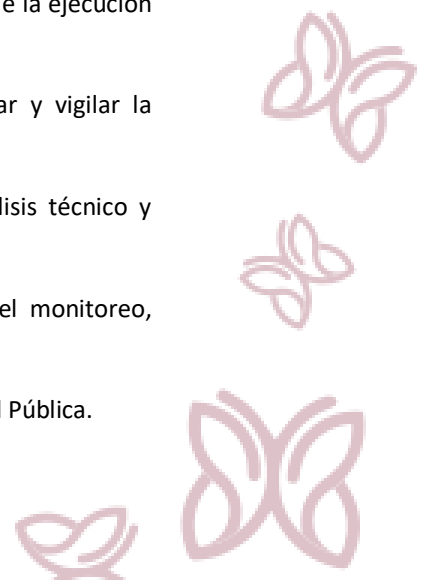 e la ejecución
ar y vigilar la
lisis técnico y
el monitoreo,
Pública.